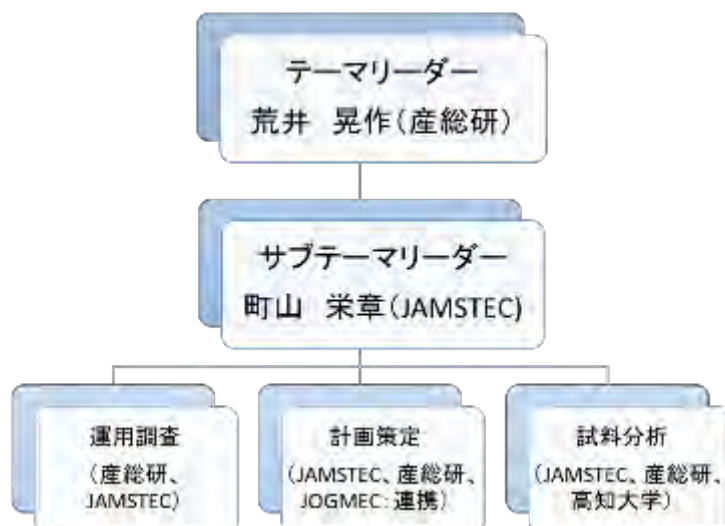 テーマリーダー
荒井　晃作（産総研）
サブテーマリーダー
町山　栄章（JAMSTEC)
運用調査
（産総研、
JAMSTEC）
計画策定
（JAMSTEC、産総研、
JOGMEC：連携）
試料分析
（JAMSTEC、産総研、
高知大学）